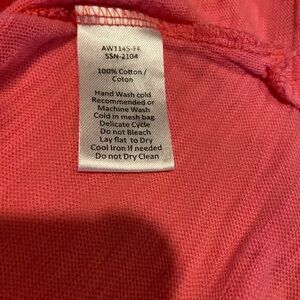 AW1145-FK
SSN-2104
100% Cotton /
Coton
Hand Wash cold
Recommended or
Machine Wash
Cold in mesh bag
Delicate Cycle
Do not Bleach
Lay flat to Dry
Cool Iron if needed
Do not Dry Clean